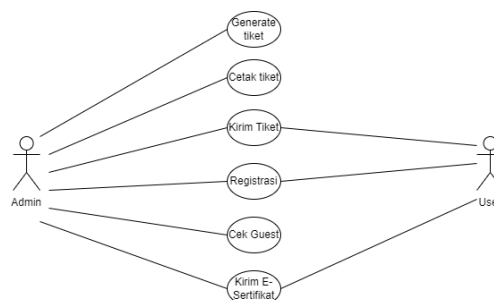 Generate
tiket
Cetak tiket
Kirim Tiket
Registrasi
Admin
Use
Cek Guest
Kirim E-
Sertifikat